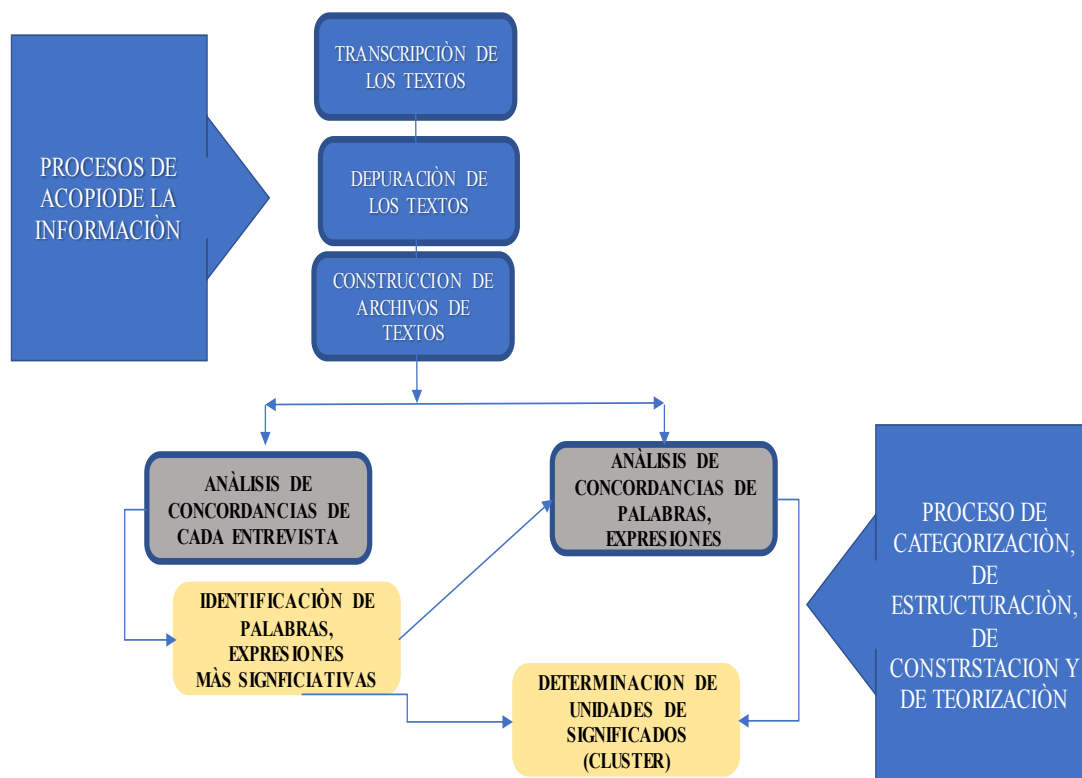 TRANSCRIPCIÒN DE
LOS TEXTOS
PROCESOS DE
ACOPIODE LA
INFORMACIÒN
DEPURACIÒN DE
LOS TEXTOS
CONSTRUCCION DE
ARCHIVOS DE
TEXTOS
ANÀLISIS DE
CONCORDANCIAS DE
CADA ENTREVISTA
ANÀLISIS DE
CONCORDANCIAS DE
PALABRAS,
EXPRESIONES
IDENTIFICACIÒN DE
PALABRAS,
EXPRESIONES
MÀS SIGNFICIATIVAS
DETERMINACION DE
UNIDADES DE
SIGNIFICADOS
(CLUSTER)
PROCESO DE
CATEGORIZACIÒN,
DE
ESTRUCTURACIÒN,
DE
CONSTRSTACION Y
DE TEORIZACIÒN